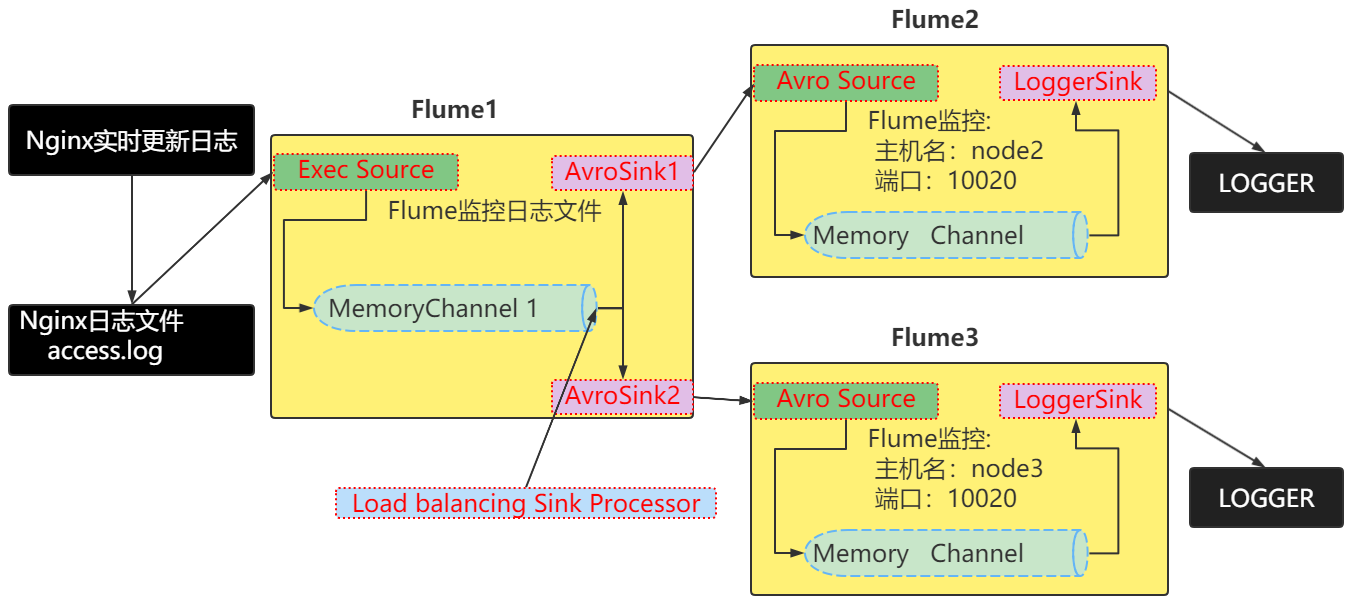 Nginx实时更新日志
Nginx日志文件
access.log
Flume1
Exec Source
AvroSink1
Flume监控日志文件
MemoryChannel 1
AvroSink2
Load balancing Sink Processor
Flume2
Avro Source
LoggerSink
Flume监控:
主机名：node2
端口：10020
Memory Channel
LOGGER
Flume3
Avro Source
LoggerSink
Flume监控:
主机名：node3
端口：10020
Memory Channel
LOGGER